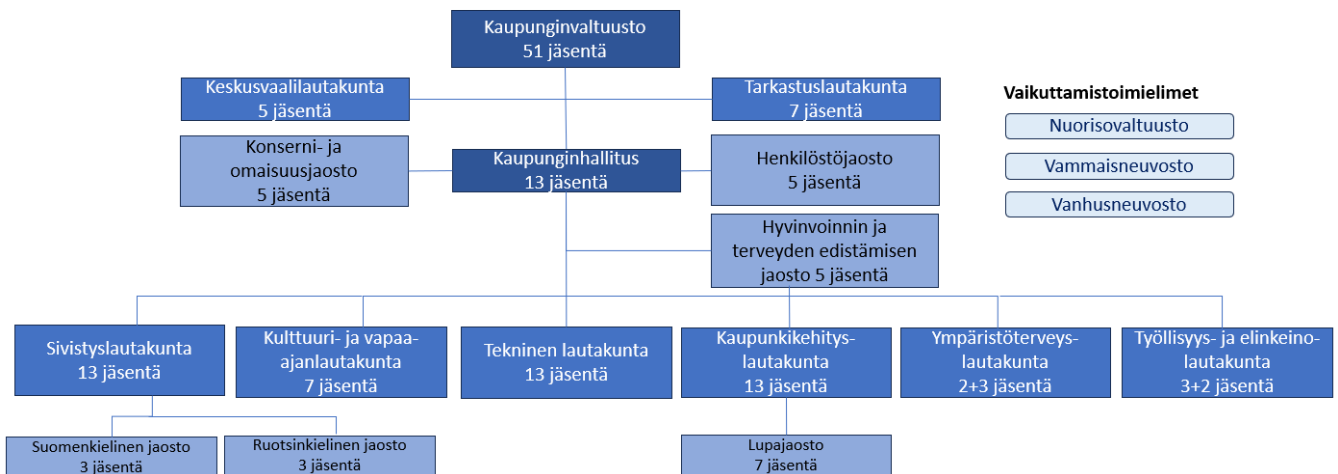 Kaupunginvaltuusto
51 jäsentä
Keskusvaalilautakunta
5 jäsentä
Tarkastuslautakunta
7 jäsentä
Konserni- ja
omaisuusjaosto
5 jäsentä
Kaupunginhallitus
13 jäsentä
Henkilöstöjaosto
5 jäsentä
Hyvinvoinnin ja
terveyden edistämisen
jaosto 5 jäsentä
Vaikuttamistoimielimet
Nuorisovaltuusto
Vammaisneuvosto
Vanhusneuvosto
Sivistyslautakunta
13 jäsentä
Kulttuuri- ja vapaa-
ajanlautakunta
7 jäsentä
Tekninen lautakunta
13 jäsentä
Kaupunkikehitys-
lautakunta
13 jäsentä
Ympäristöterveys-
lautakunta
2+3 jäsentä
Työllisyys- ja elinkeino-
lautakunta
3+2 jäsentä
Suomenkielinen jaosto
3 jäsentä
Ruotsinkielinen jaosto
3 jäsentä
Lupajaosto
7 jäsentä